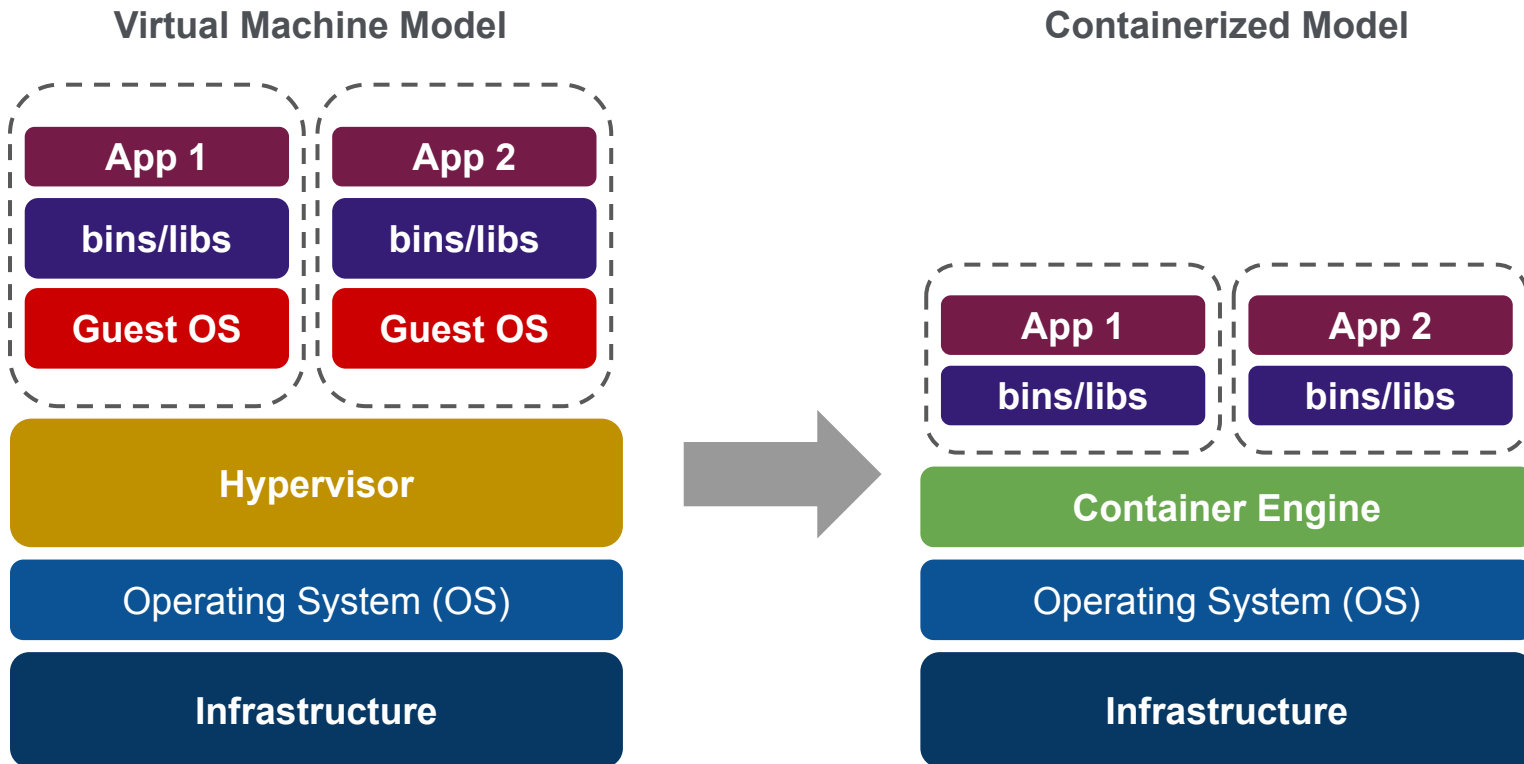 Virtual Machine Model
App 1
App 2
bins/libs
bins/libs
Guest OS
Guest OS
Hypervisor
Operating System (OS)
Infrastructure
Containerized Model
App 1
App 2
bins/libs
bins/libs
Container Engine
Operating System (OS)
Infrastructure